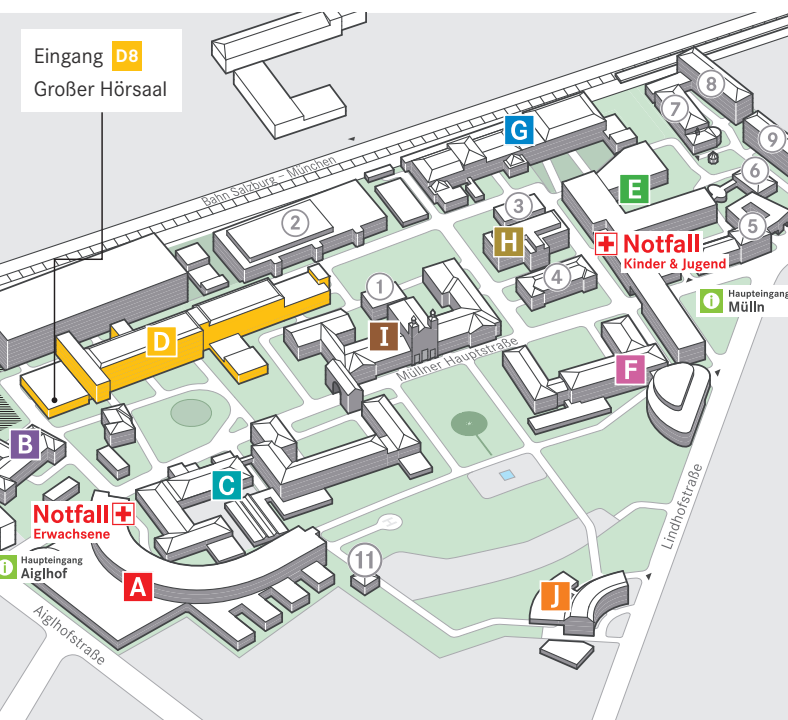 Eingang D8
Großer Hörsaal
Bahn Salzburg – München
G
8
7
9
6
E
5
3
H
2
4
Notfall
Kinder & Jugend
i Haupteingang
Mülln
1
I
D
Müllner Hauptstraße
F
B
C
Notfall
Erwachsene
i Haupteingang
Aiglhof
A
11
H
J
Lindhofstraße
Aiglhofstraße